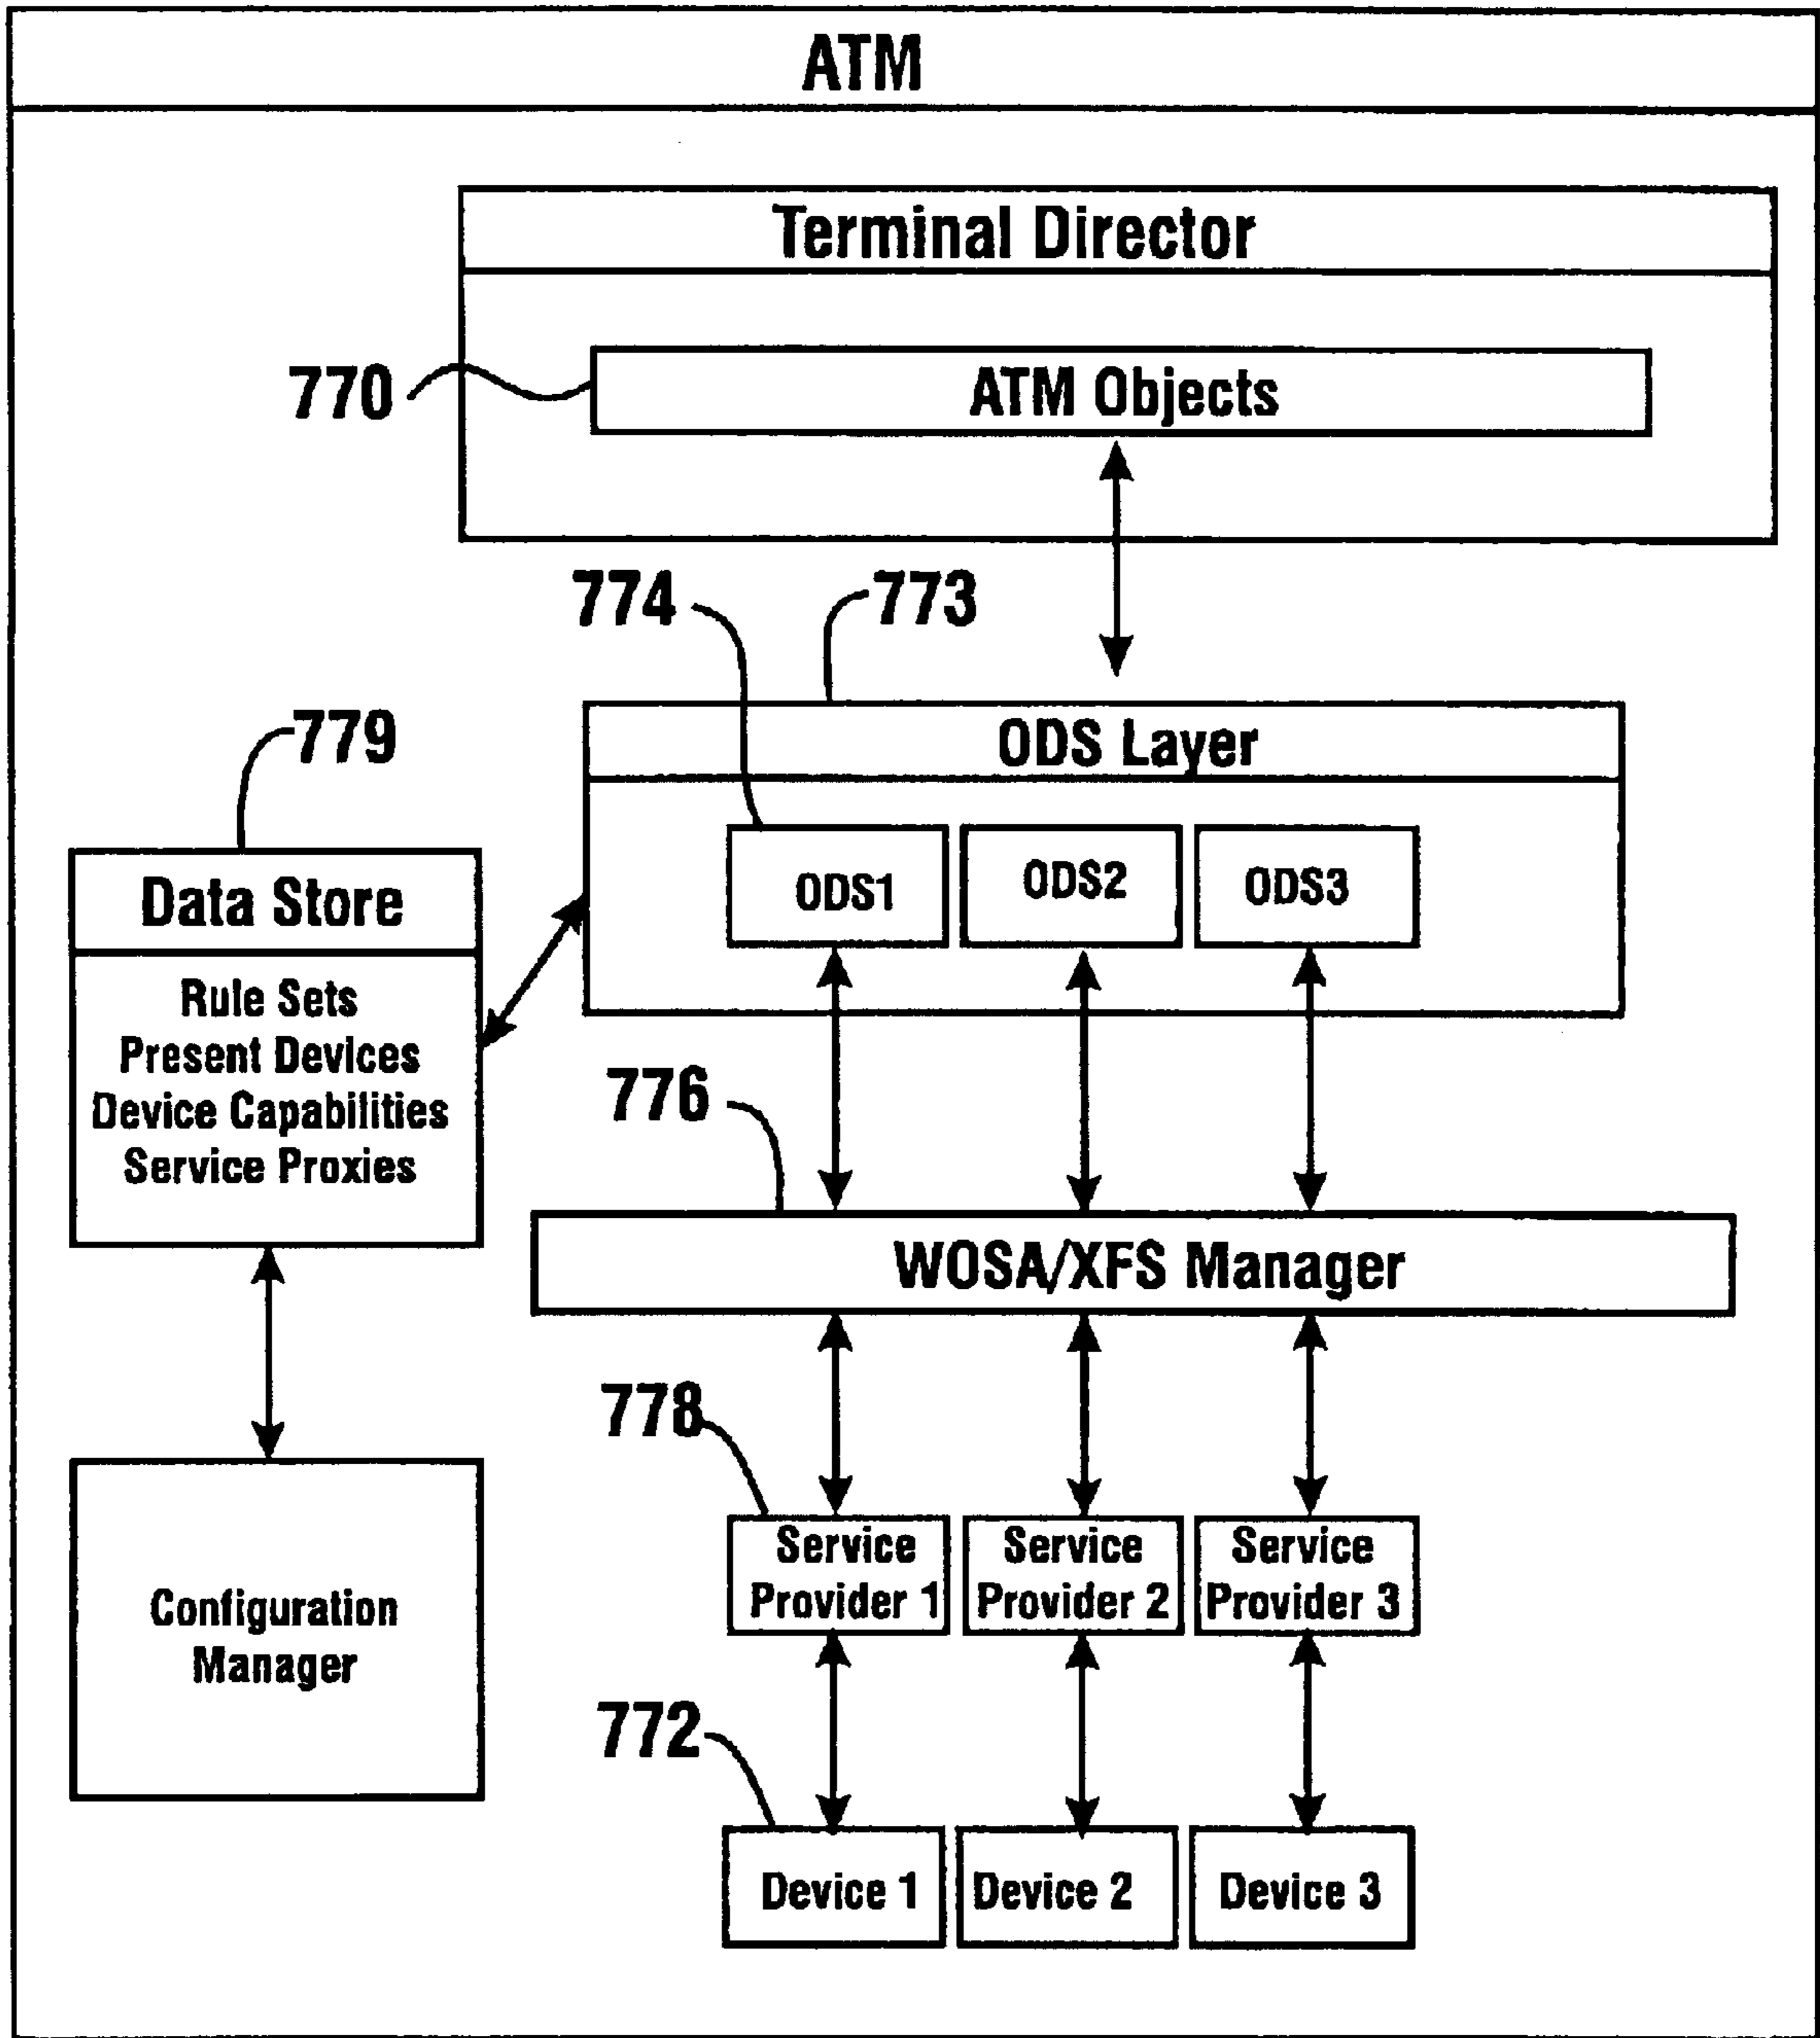 ATM
Terminal Director
770
ATM Objects
774
773
779
ODS Layer
Data Store
ODS1
ODS2
ODS3
Rule Sets
Present Devices
Device Capabilities
Service Proxies
776
WOSA/XFS Manager
778
Service
Provider 1
Service
Provider 2
Service
Provider 3
Configuration
Manager
772
Device 1
Device 2
Device 3